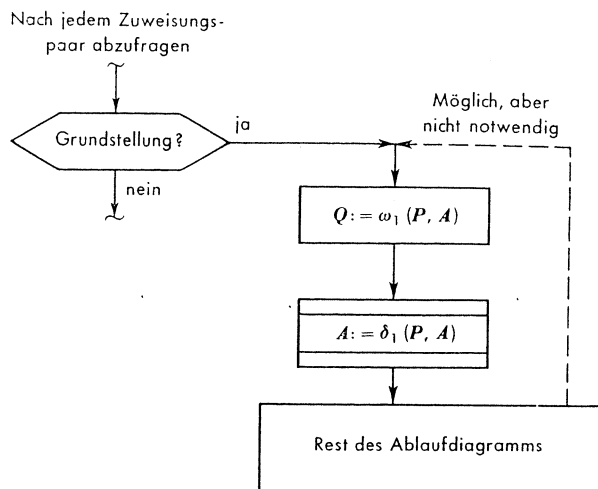 Nach jedem Zuweisungs-
paar abzufragen
Grundstellung?
ja
nein
Möglich, aber
nicht notwendig
Q: = ω₁ (P, A)
A: = δ₁ (P, A)
Rest des Ablaufdiagramms